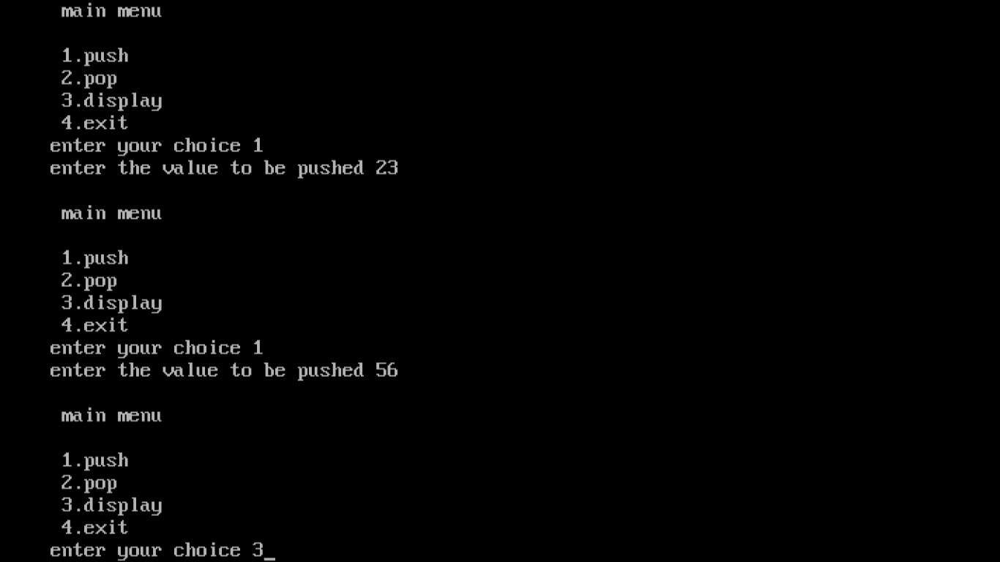 main menu
1.push
2.pop
3.display
4.exit
enter your choice 1
enter the value to be pushed 23
main menu
1.push
2.pop
3.display
4.exit
enter your choice 1
enter the value to be pushed 56
main menu
1.push
2.pop
3.display
4.exit
enter your choice 3_